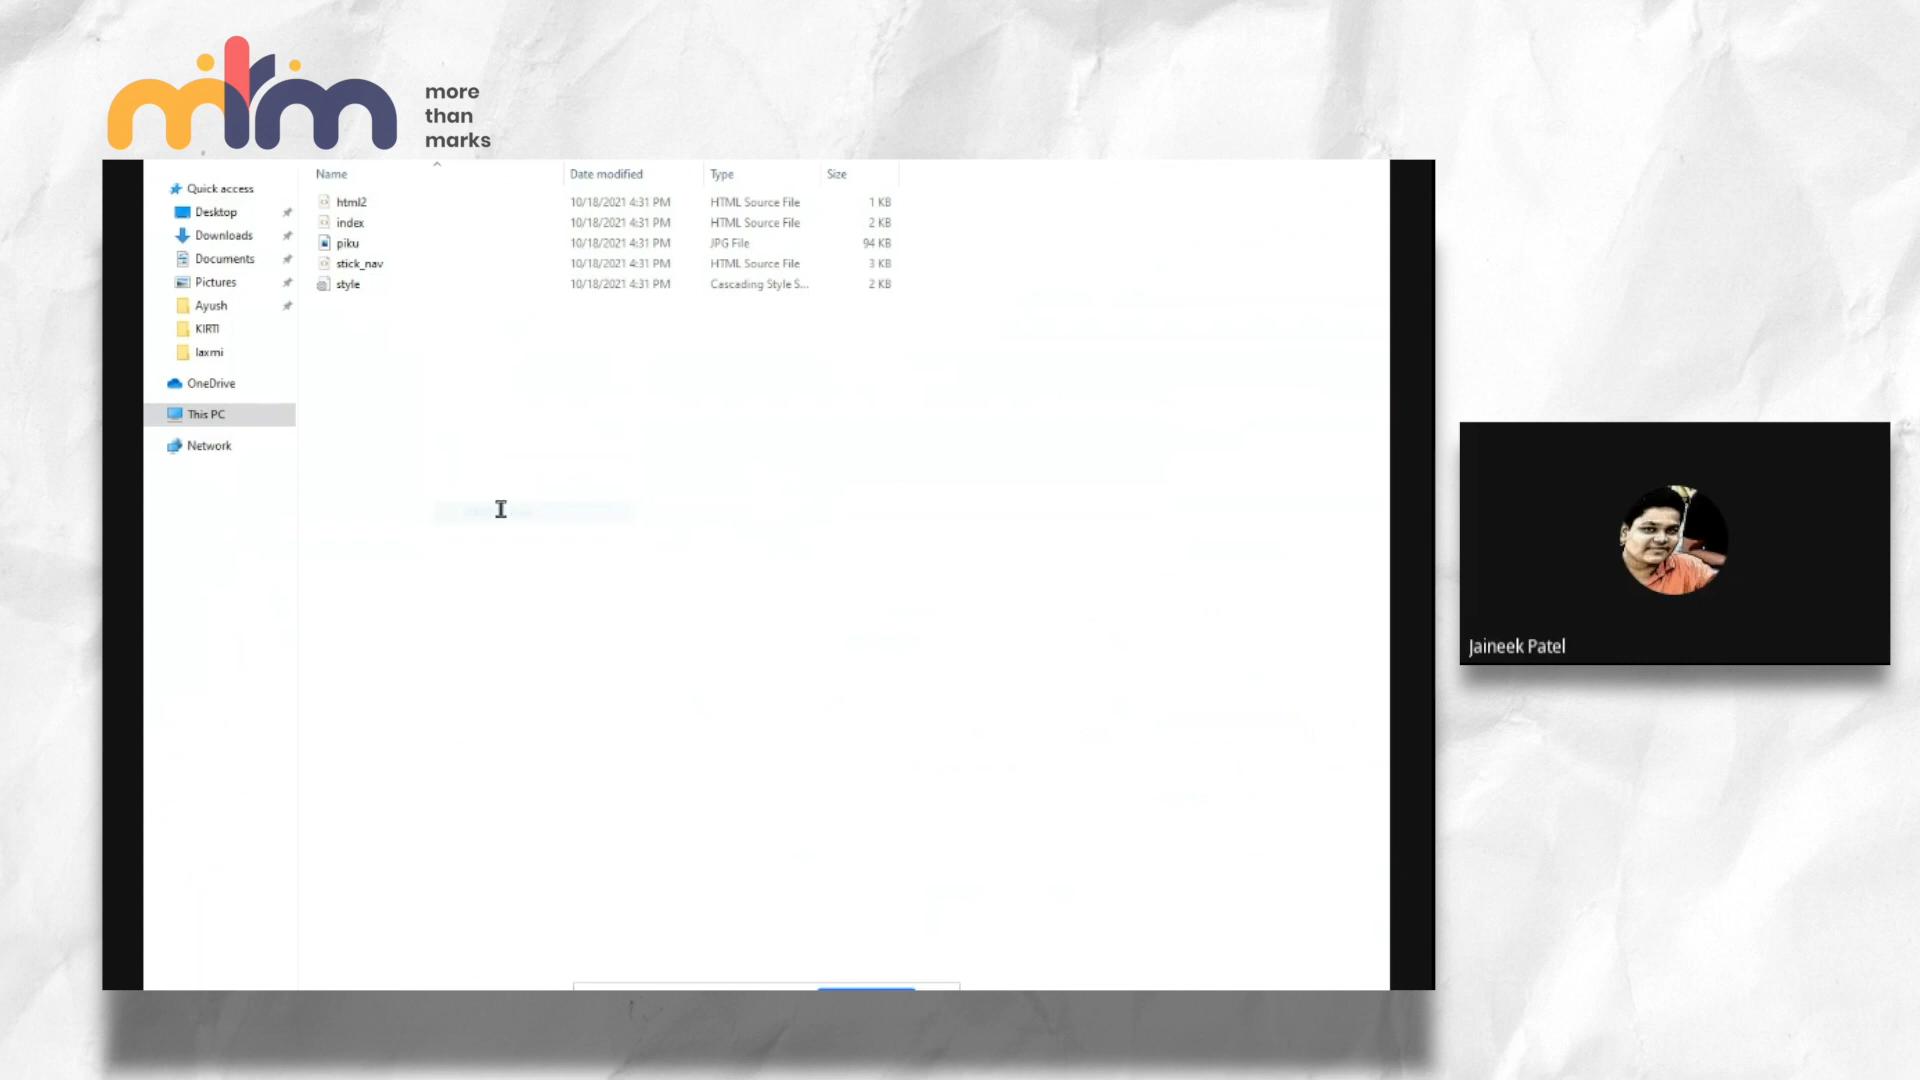 mtm
more
than
marks
Name Date modified Type Size
Quick access
Desktop
Downloads
Documents
Pictures
Ayush
KIRTI
laxmi
OneDrive
This PC
Network
html2 10/18/2021 4:31 PM HTML Source File 1 KB
index 10/18/2021 4:31 PM HTML Source File 2 KB
piku 10/18/2021 4:31 PM JPG File 94 KB
stick_nav 10/18/2021 4:31 PM HTML Source File 3 KB
style 10/18/2021 4:31 PM Cascading Style S... 2 KB
Jaineek Patel